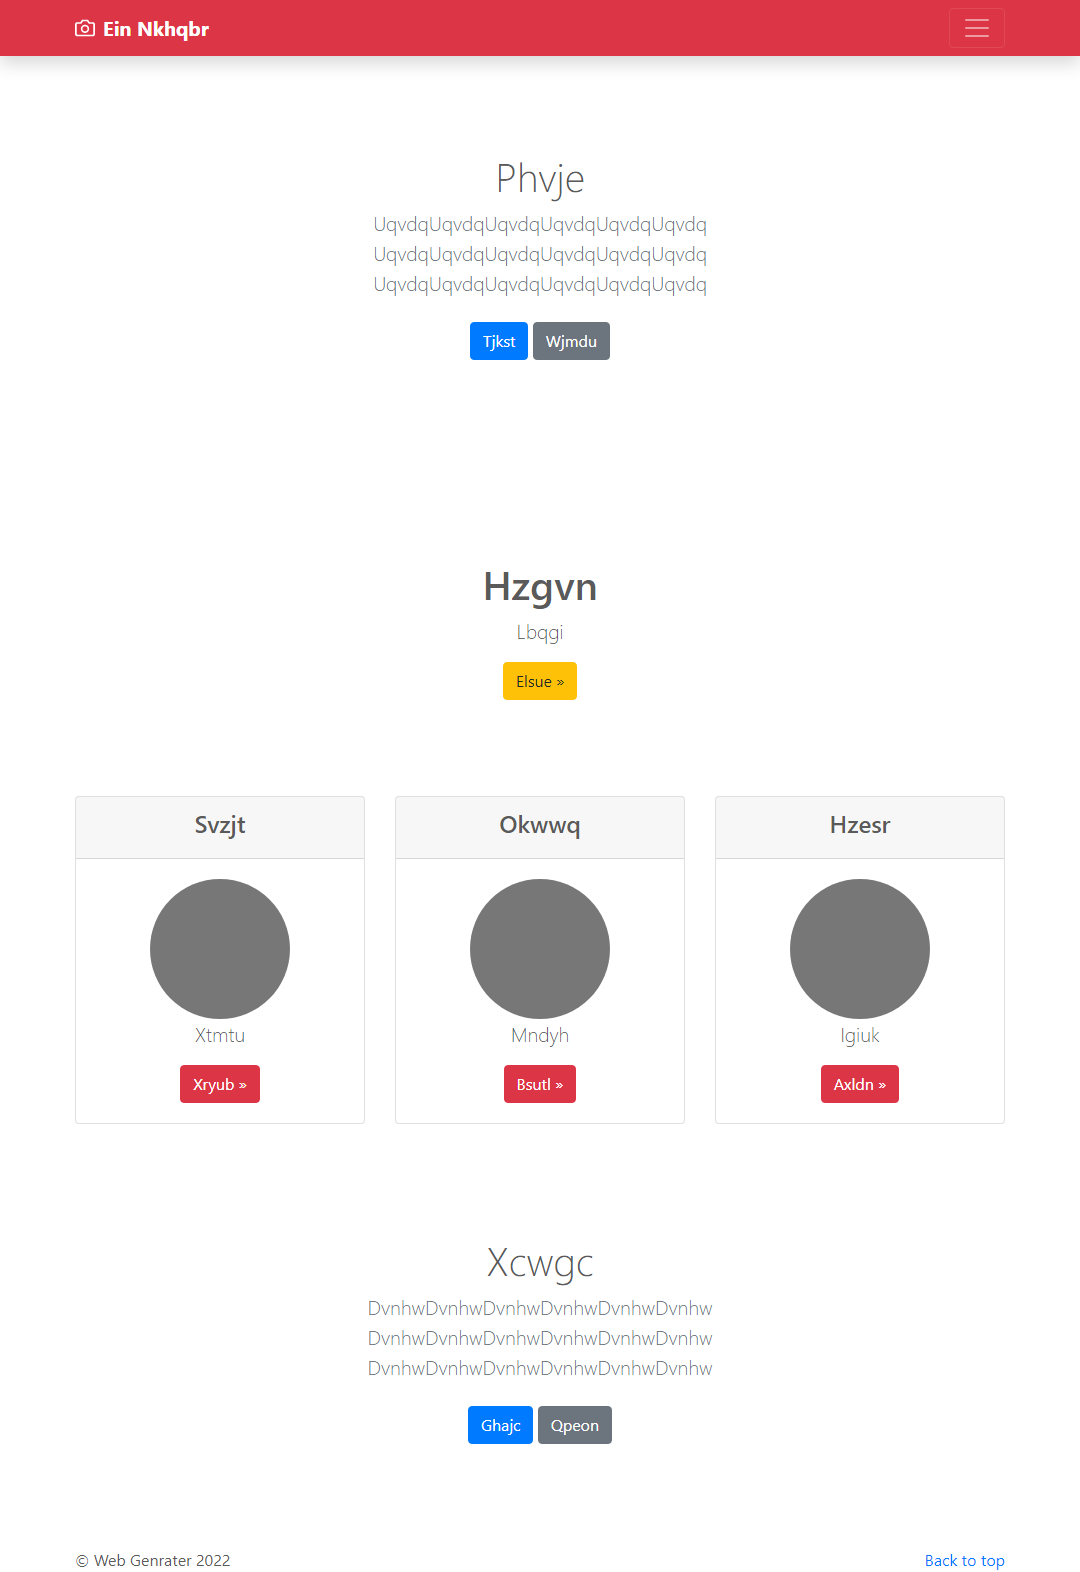 Ein Nkhqbr
Phvje
UqvdqUqvdqUqvdqUqvdqUqvdqUqvdq
UqvdqUqvdqUqvdqUqvdqUqvdqUqvdq
UqvdqUqvdqUqvdqUqvdqUqvdqUqvdq
Tjkst Wjmdu
Hzgvn
Lbqgi
Elsue »
Svzjt Okwwq Hzesr
Xtmtu Mndyh Igiuk
Xryub » Bsutl » Axldn »
Xcwgc
DvnhwDvnhwDvnhwDvnhwDvnhwDvnhw
DvnhwDvnhwDvnhwDvnhwDvnhwDvnhw
DvnhwDvnhwDvnhwDvnhwDvnhwDvnhw
Ghajc Qpeon
© Web Genrater 2022 Back to top